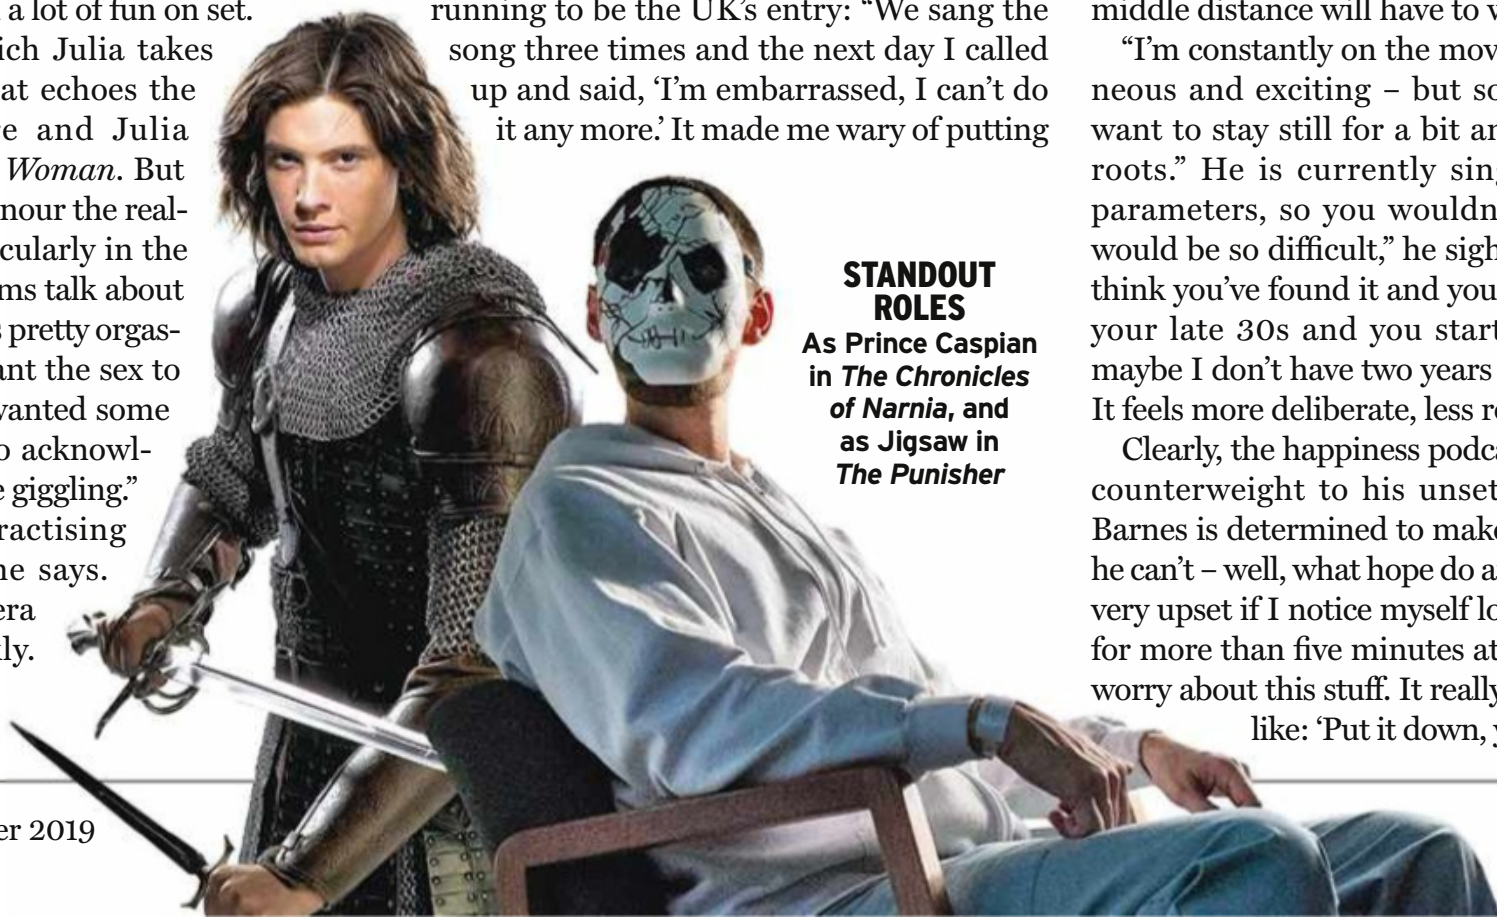 a lot of fun on set.
ich Julia takes
at echoes the
e and Julia
Woman. But
nour the real-
cularly in the
ms talk about
s pretty orgas-
ant the sex to
wanted some
o acknowl-
e giggling.”
ractising
he says.
era
ly.
er 2019
running to be the UK’s entry: “We sang the
song three times and the next day I called
up and said, ‘I’m embarrassed, I can’t do
it any more.’ It made me wary of putting
STANDOUT
ROLES
As Prince Caspian
in The Chronicles
of Narnia, and
as Jigsaw in
The Punisher
middle distance will have to
“I’m constantly on the mov
neous and exciting – but so
want to stay still for a bit an
roots.” He is currently sing
parameters, so you wouldn
would be so difficult,” he sigh
think you’ve found it and you
your late 30s and you start
maybe I don’t have two years
It feels more deliberate, less re
Clearly, the happiness podca
counterweight to his unset
Barnes is determined to make
he can’t – well, what hope do a
very upset if I notice myself lo
for more than five minutes at
worry about this stuff. It really
like: ‘Put it down, y